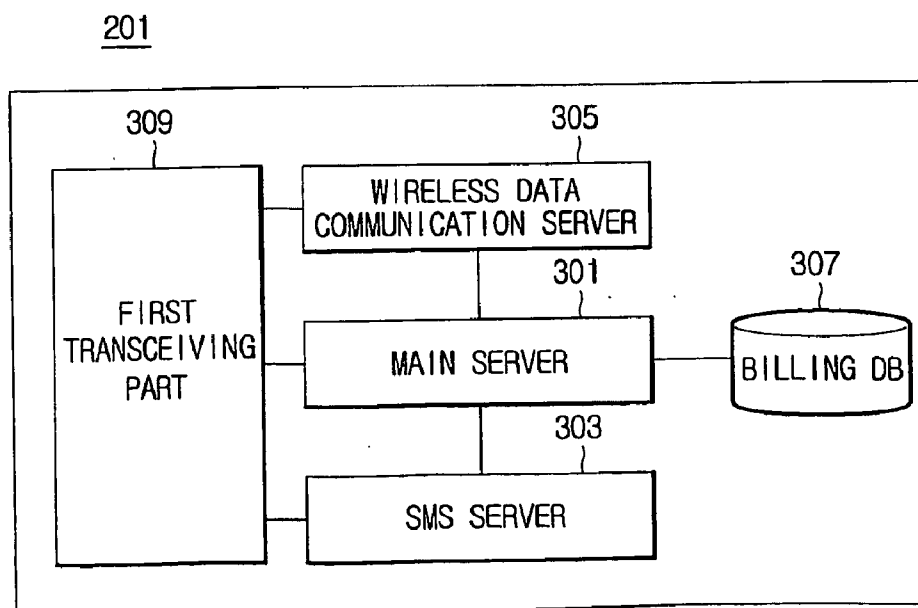 201
309
305
WIRELESS DATA
COMMUNICATION SERVER
301
307
FIRST
TRANSCEIVING
PART
MAIN SERVER
BILLING DB
303
SMS SERVER